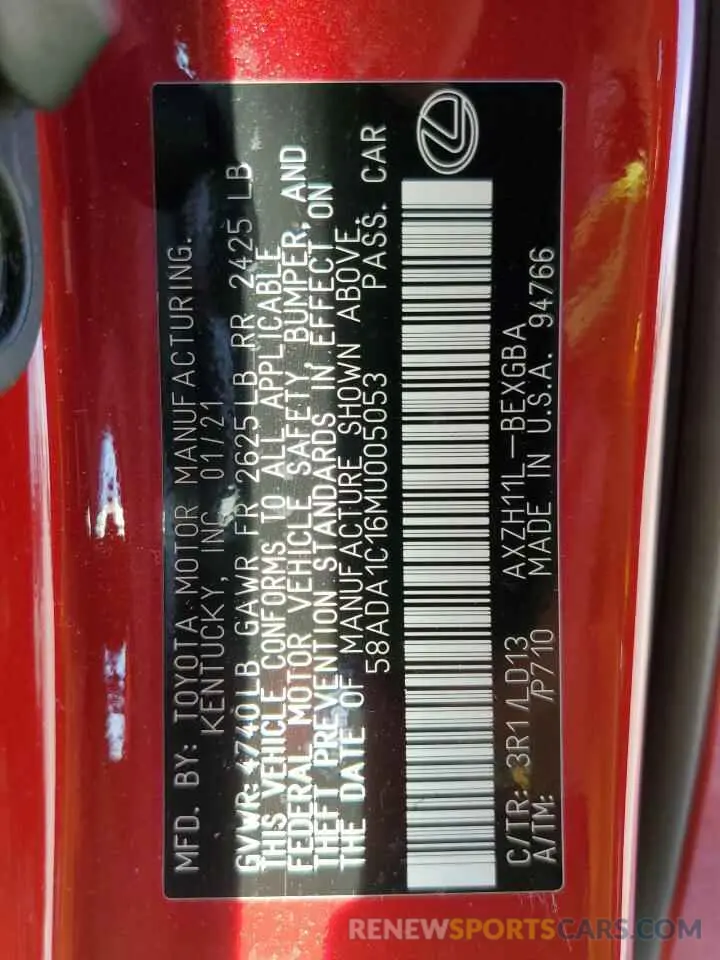 MFD. BY: TOYOTA MOTOR MANUFACTURING.
KENTUCKY, INC 01/21
GVWR: 4740LB GAWR FR 2625 LB RR 2425 LB
THIS VEHICLE CONFORMS TO ALL APPLICABLE
FEDERAL MOTOR VEHICLE SAFETY, BUMPER, AND
THEFT PREVENTION STANDARDS IN EFFECT ON
THE DATE OF MANUFACTURE SHOWN ABOVE.
58ADA1C16MU005053 PASS. CAR
C/TR: 3R1/LD13 AXZH11L-BEXGBA
A/TM: /P710 MADE IN U.S.A. 94766
RENEWSPORTSCARS.COM